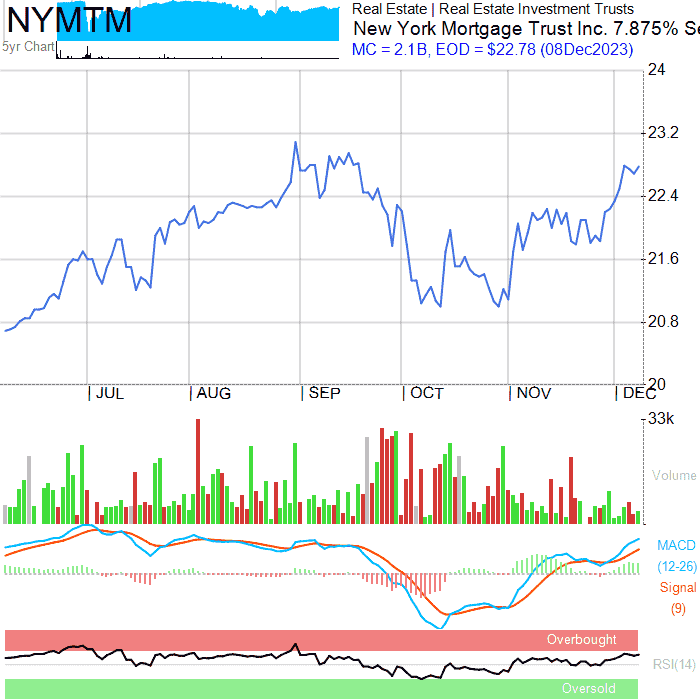 NYMTM
5yr Chart
Real Estate | Real Estate Investment Trusts
New York Mortgage Trust Inc. 7.875% Se
MC = 2.1B, EOD = $22.78 (08Dec2023)
24
23.2
22.4
21.6
20.8
20
JUL AUG SEP OCT NOV DEC
33k
Volume
MACD
(12-26)
Signal
(9)
Overbought
RSI(14)
Oversold